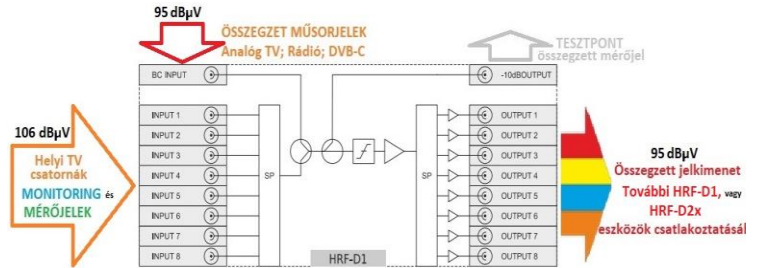 95 dBµV
ÖSSZEGZET MŰSORJELEK
Analóg TV; Rádió; DVB-C
TESZTPONT
összegzett mérőjel
BC INPUT
-10dBOUTPUT
106 dBµV
Helyi TV
csatornák
MONITORING és
MÉRŐJELEK
INPUT 1
INPUT 2
INPUT 3
INPUT 4
INPUT 5
INPUT 6
INPUT 7
INPUT 8
SP
SP
HRF-D1
OUTPUT 1
OUTPUT 2
OUTPUT 3
OUTPUT 4
OUTPUT 5
OUTPUT 6
OUTPUT 7
OUTPUT 8
95 dBµV
Összegzett jelkimenet
További HRF-D1, vagy
HRF-D2x
eszközök csatlakoztatásál